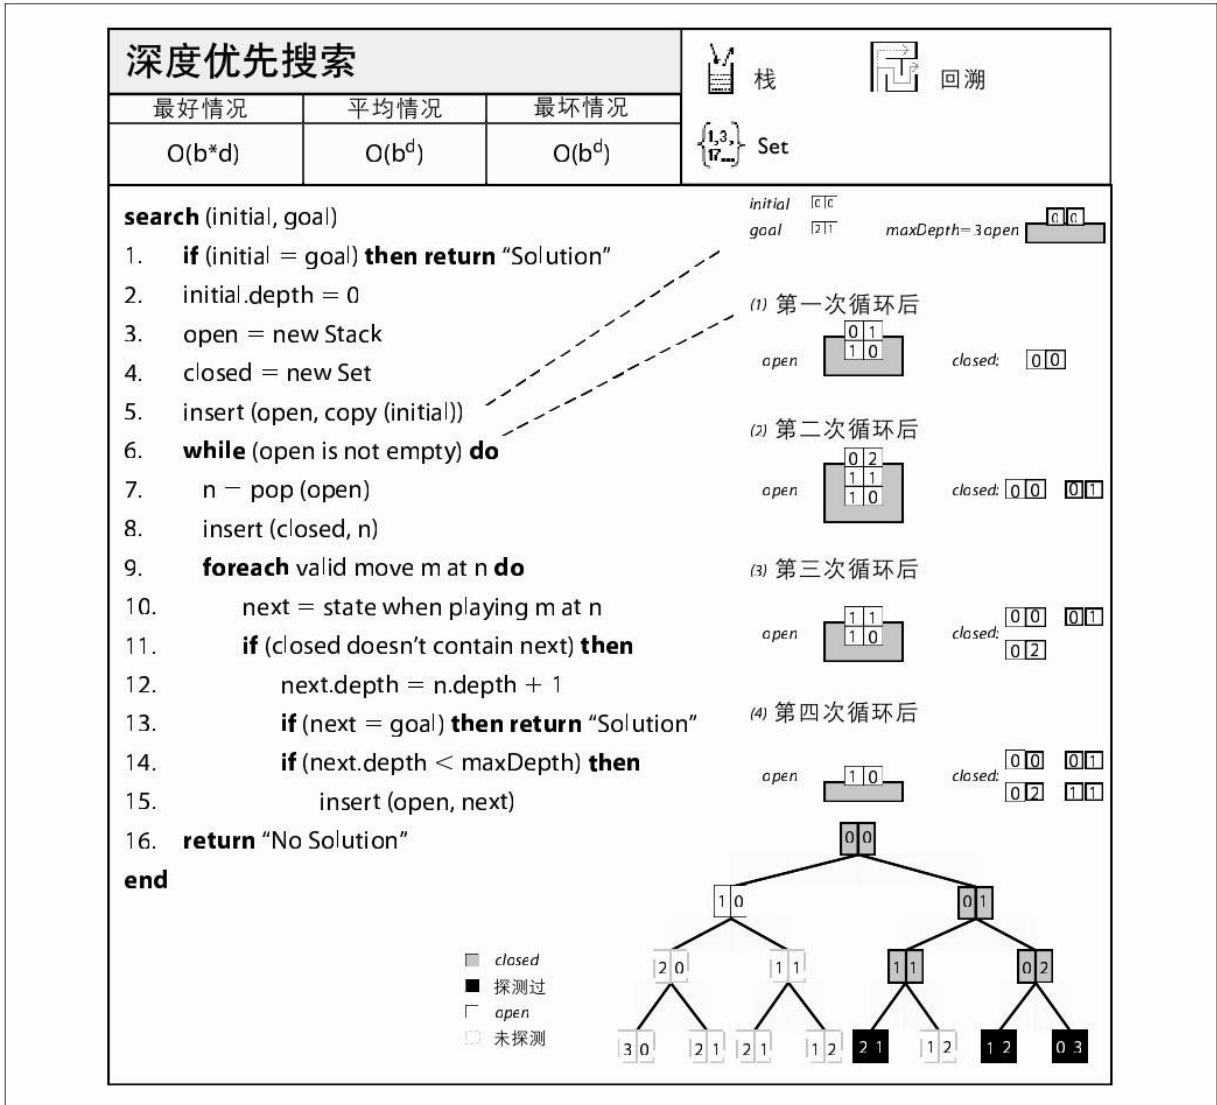 深度优先搜索
最好情况 平均情况 最坏情况
O(b*d) O(b^d) O(b^d)
栈 回溯
{1,3, 17...} Set
search (initial, goal)
1. if (initial = goal) then return “Solution”
2. initial.depth = 0
3. open = new Stack
4. closed = new Set
5. insert (open, copy (initial))
6. while (open is not empty) do
7. n − pop (open)
8. insert (closed, n)
9. foreach valid move m at n do
10. next = state when playing m at n
11. if (closed doesn’t contain next) then
12. next.depth = n.depth + 1
13. if (next = goal) then return “Solution”
14. if (next.depth < maxDepth) then
15. insert (open, next)
16. return “No Solution”
end
initial 0 0
goal 2 1 maxDepth=3 open 0 0
(1) 第一次循环后
0 1
open 1 0 closed: 0 0
(2) 第二次循环后
0 2
open 1 1 closed: 0 0 0 1
1 0
(3) 第三次循环后
1 1 0 0 0 1
open 1 0 closed:
0 2
(4) 第四次循环后
0 0 0 1
open 1 0 closed:
0 2 1 1
0 0
1 0 0 1
2 0 1 1 1 1 0 2
3 0 2 1 2 1 1 2 2 1 1 2 1 2 0 3
closed
探测过
open
未探测